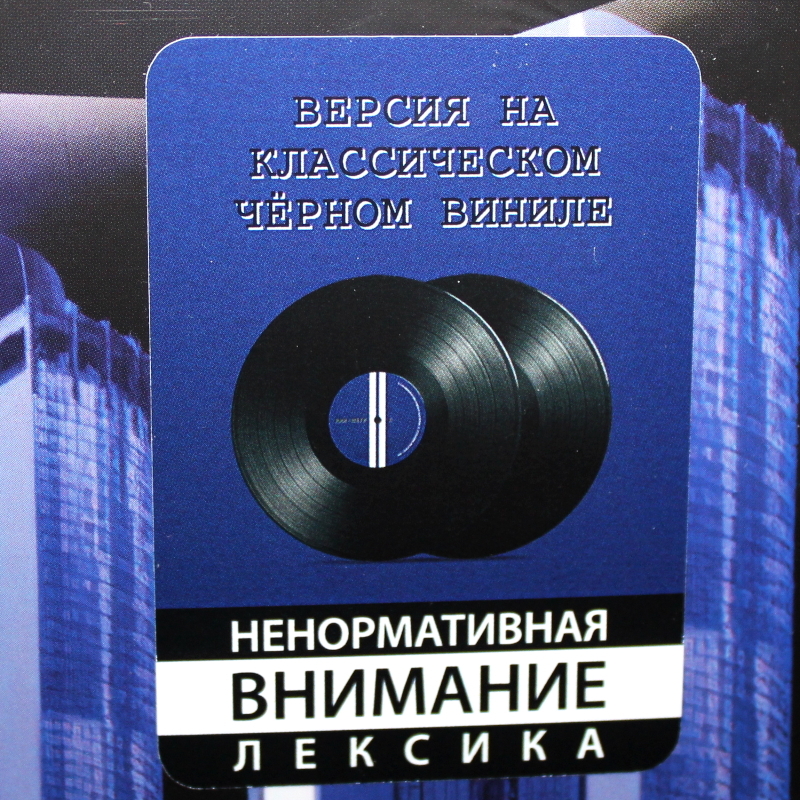 ВЕРСИЯ НА
КЛАССИЧЕСКОМ
ЧЁРНОМ ВИНИЛЕ
НЕНОРМАТИВНАЯ
ВНИМАНИЕ
ЛЕКСИКА